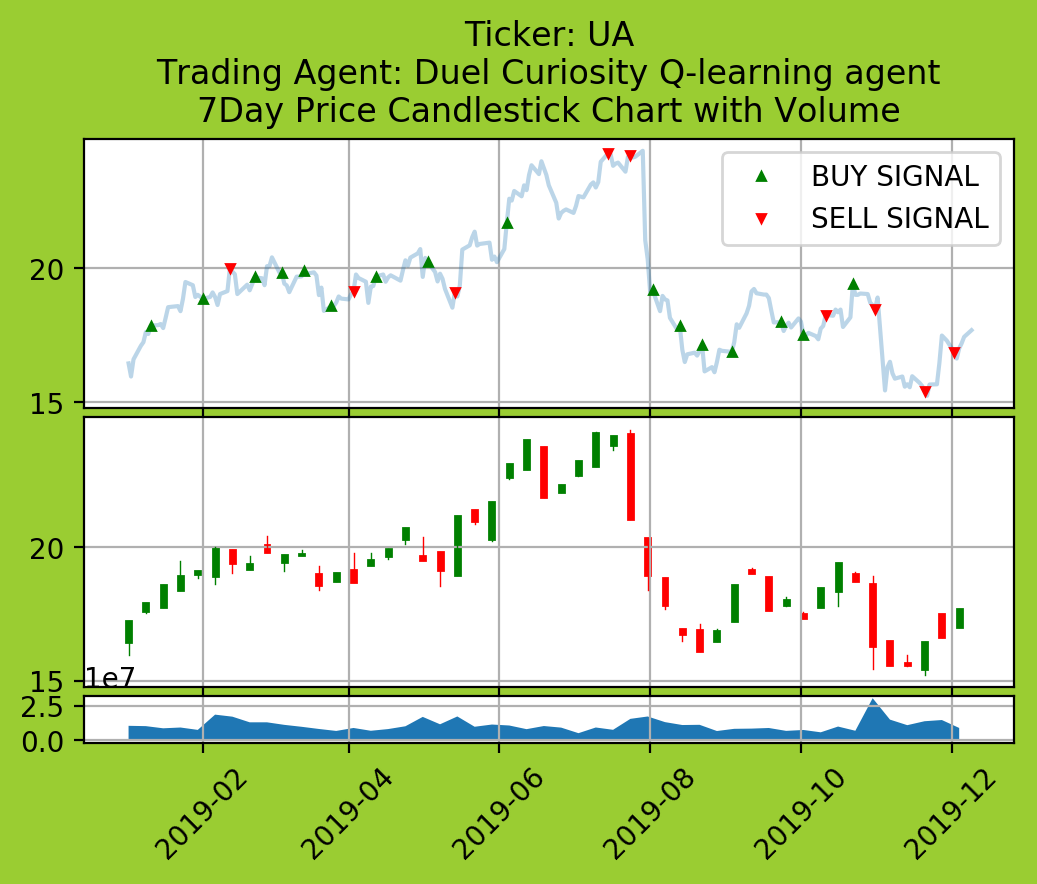 Ticker: UA
Trading Agent: Duel Curiosity Q-learning agent
7Day Price Candlestick Chart with Volume
BUY SIGNAL
SELL SIGNAL
20
15
20
15
1e7
2.5
0.0
2019-02
2019-04
2019-06
2019-08
2019-10
2019-12